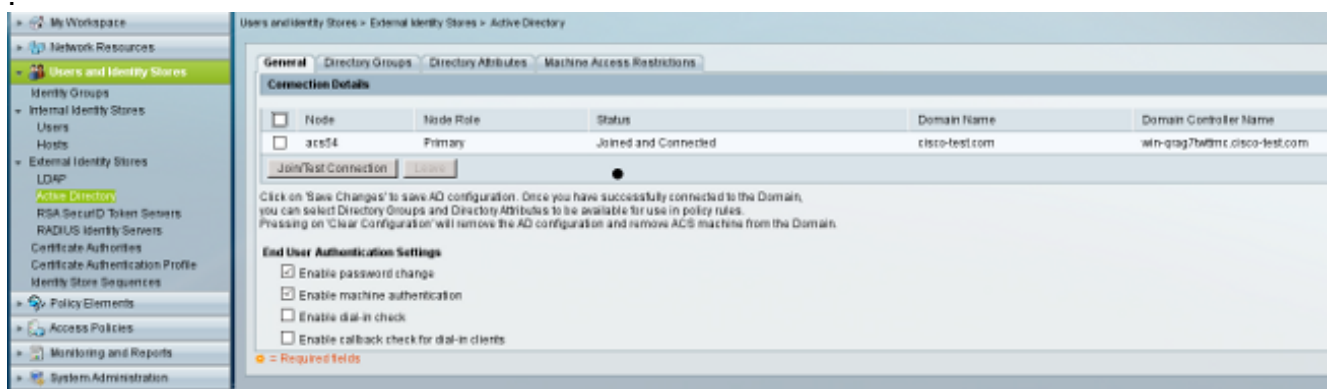 My Workspace
Network Resources
Users and Identity Stores
Identity Groups
Internal Identity Stores
Users
Hosts
External Identity Stores
LDAP
Active Directory
RSA SecurID Token Servers
RADIUS Identity Servers
Certificate Authorities
Certificate Authentication Profile
Identity Store Sequences
Policy Elements
Access Policies
Monitoring and Reports
System Administration
Users and Identity Stores > External Identity Stores > Active Directory
General Directory Groups Directory Attributes Machine Access Restrictions
Connection Details
Node Node Role Status Domain Name Domain Controller Name
acs54 Primary Joined and Connected cisco-test.com
Join/Test Connection Leave
Click on 'Save Changes' to save AD configuration. Once you have successfully connected to the Domain,
you can select Directory Groups and Directory Attributes to be available for use in policy rules.
Pressing on 'Clear Configuration' will remove the AD configuration and remove ACS machine from the Domain.
End User Authentication Settings
Enable password change
Enable machine authentication
Enable dial-in check
Enable callback check for dial-in clients
= Required fields